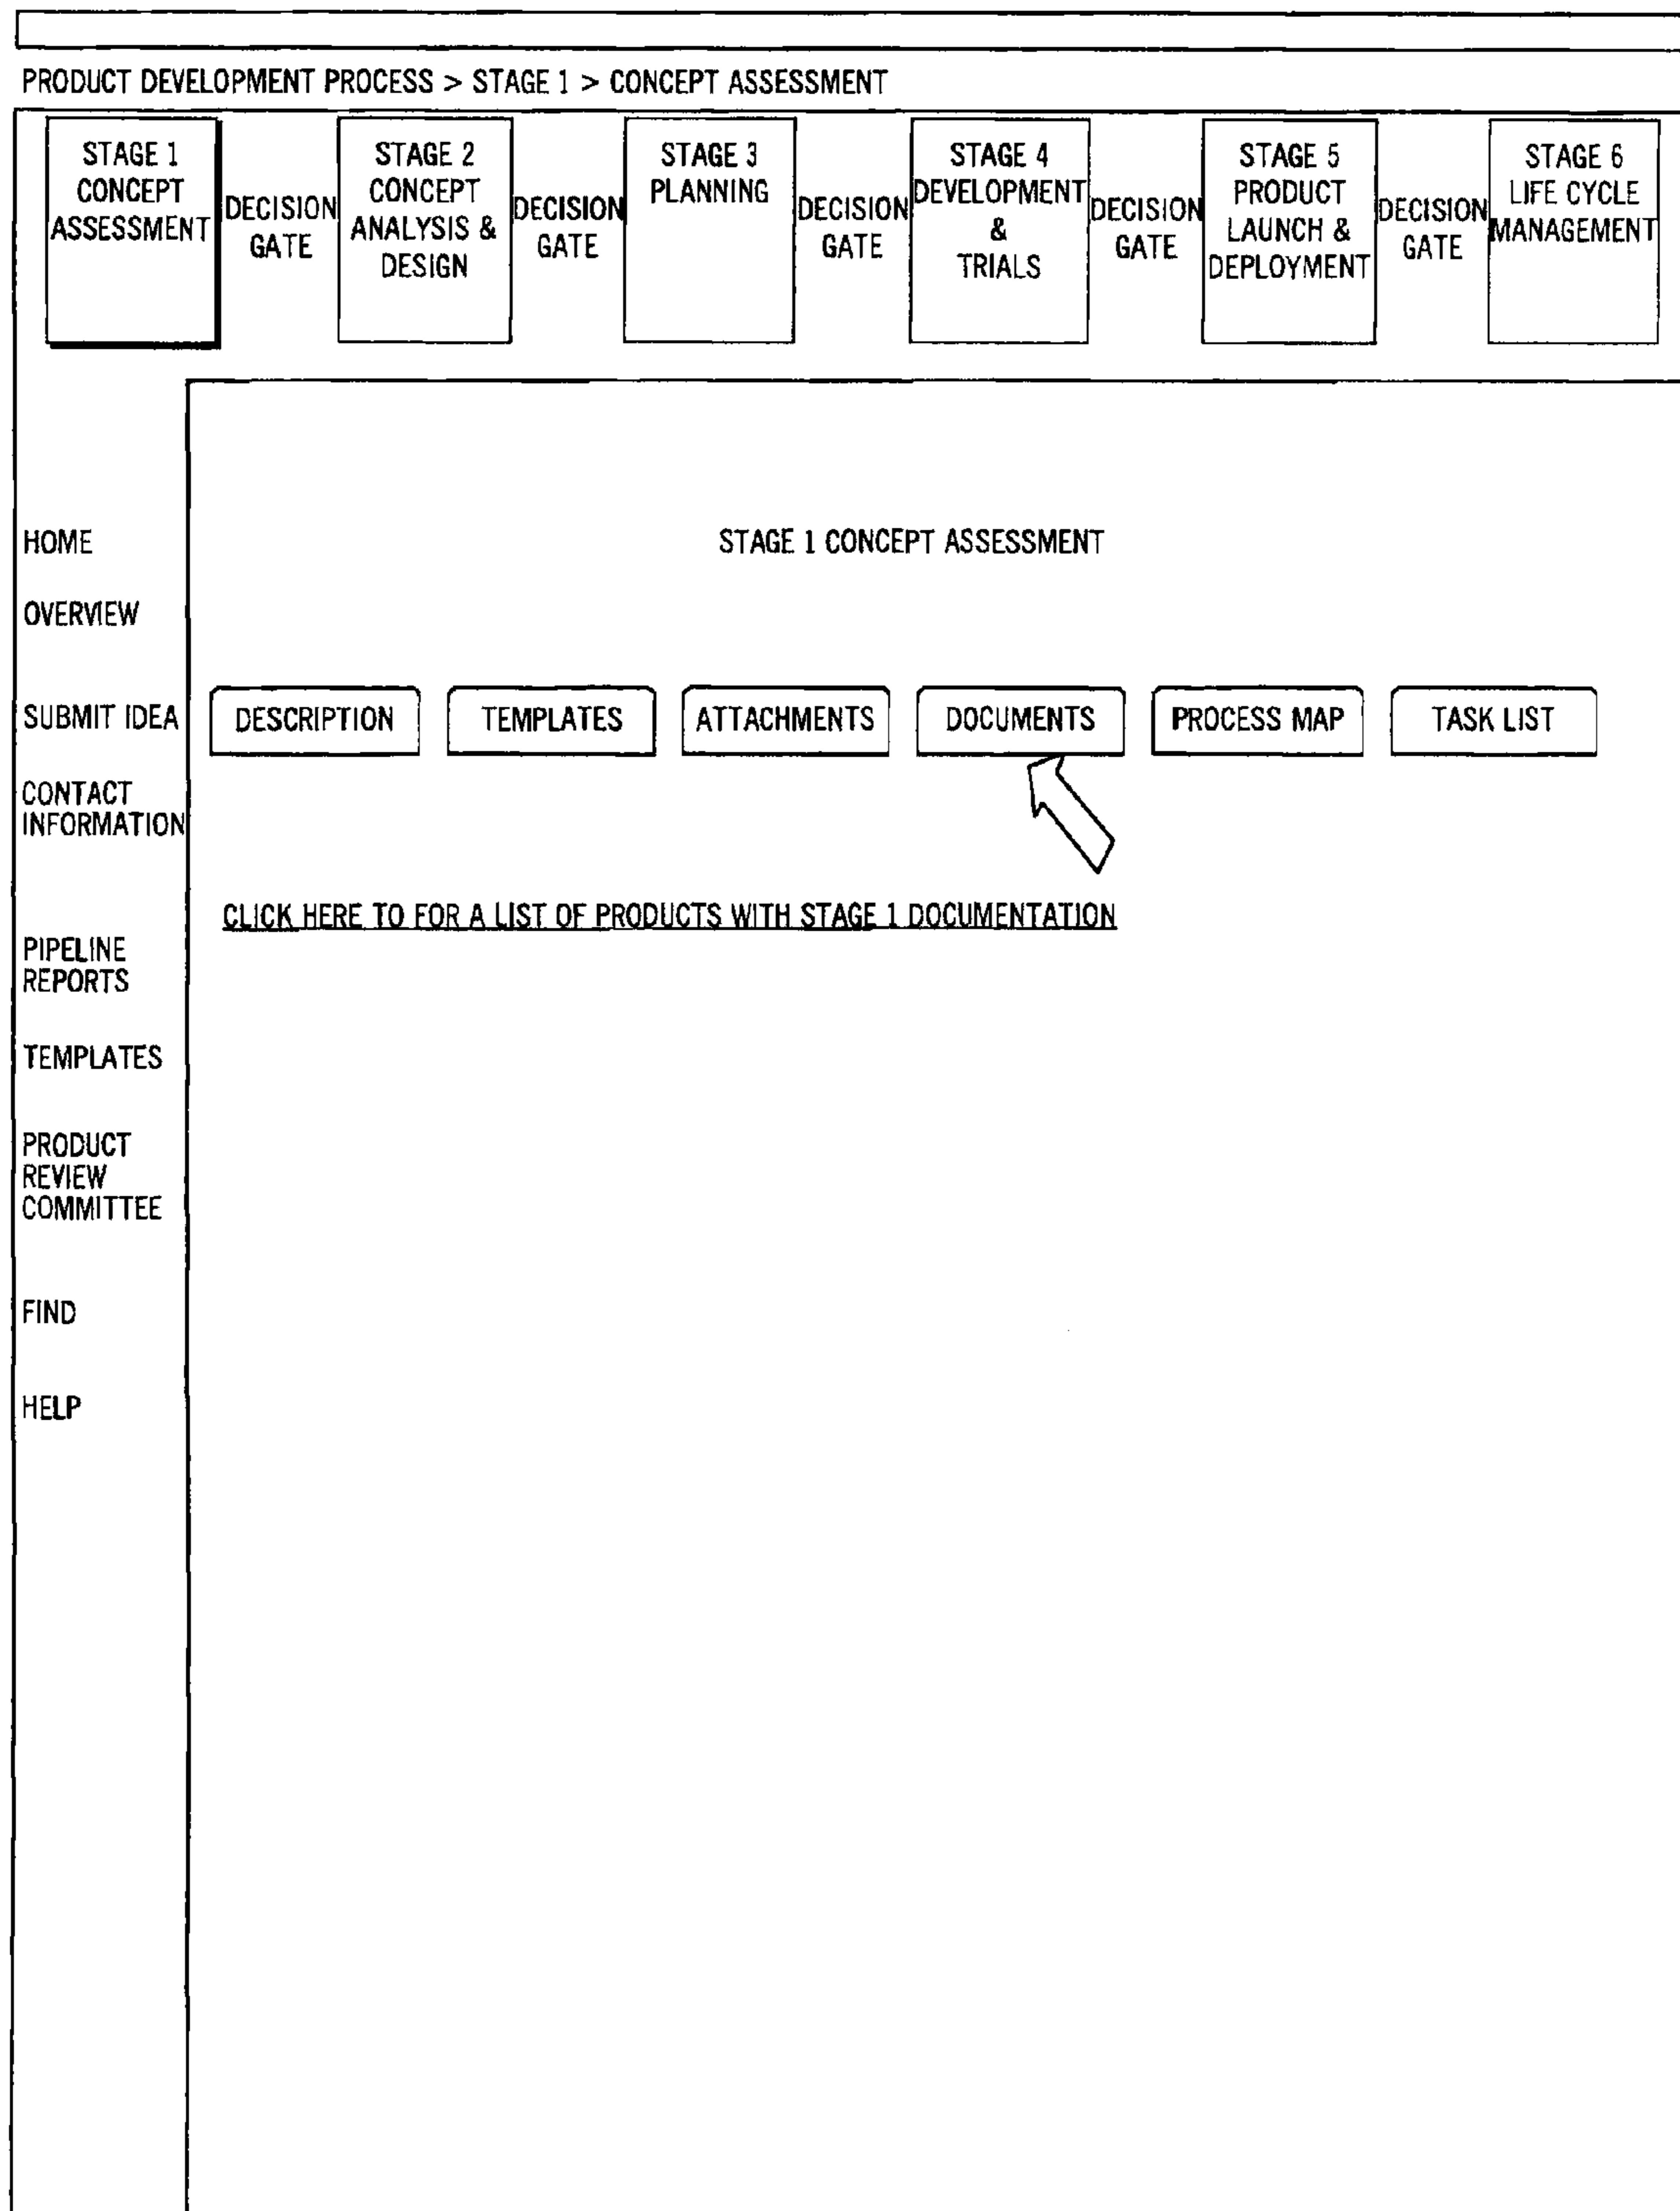 PRODUCT DEVELOPMENT PROCESS > STAGE 1 > CONCEPT ASSESSMENT
STAGE 1
CONCEPT
ASSESSMENT
DECISION
GATE
STAGE 2
CONCEPT
ANALYSIS &
DESIGN
DECISION
GATE
STAGE 3
PLANNING
DECISION
GATE
STAGE 4
DEVELOPMENT
&
TRIALS
DECISION
GATE
STAGE 5
PRODUCT
LAUNCH &
DEPLOYMENT
DECISION
GATE
STAGE 6
LIFE CYCLE
MANAGEMENT
HOME
OVERVIEW
SUBMIT IDEA
CONTACT
INFORMATION
PIPELINE
REPORTS
TEMPLATES
PRODUCT
REVIEW
COMMITTEE
FIND
HELP
STAGE 1 CONCEPT ASSESSMENT
DESCRIPTION
TEMPLATES
ATTACHMENTS
DOCUMENTS
PROCESS MAP
TASK LIST
CLICK HERE TO FOR A LIST OF PRODUCTS WITH STAGE 1 DOCUMENTATION